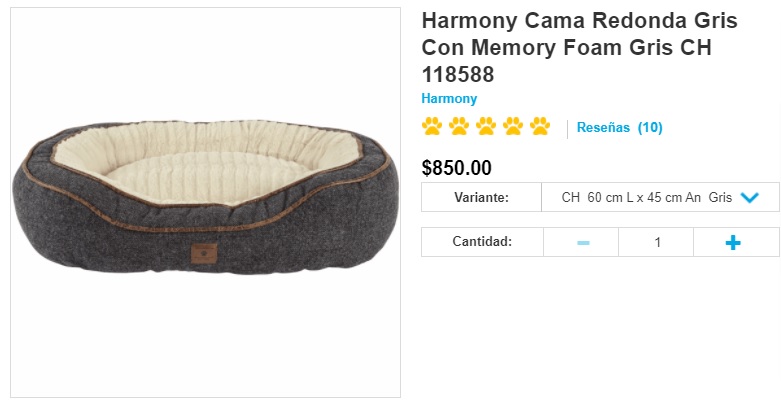 Harmony Cama Redonda Gris
Con Memory Foam Gris CH
118588
Harmony
Reseñas (10)
$850.00
Variante: CH 60 cm L x 45 cm An Gris
Cantidad: − 1 +